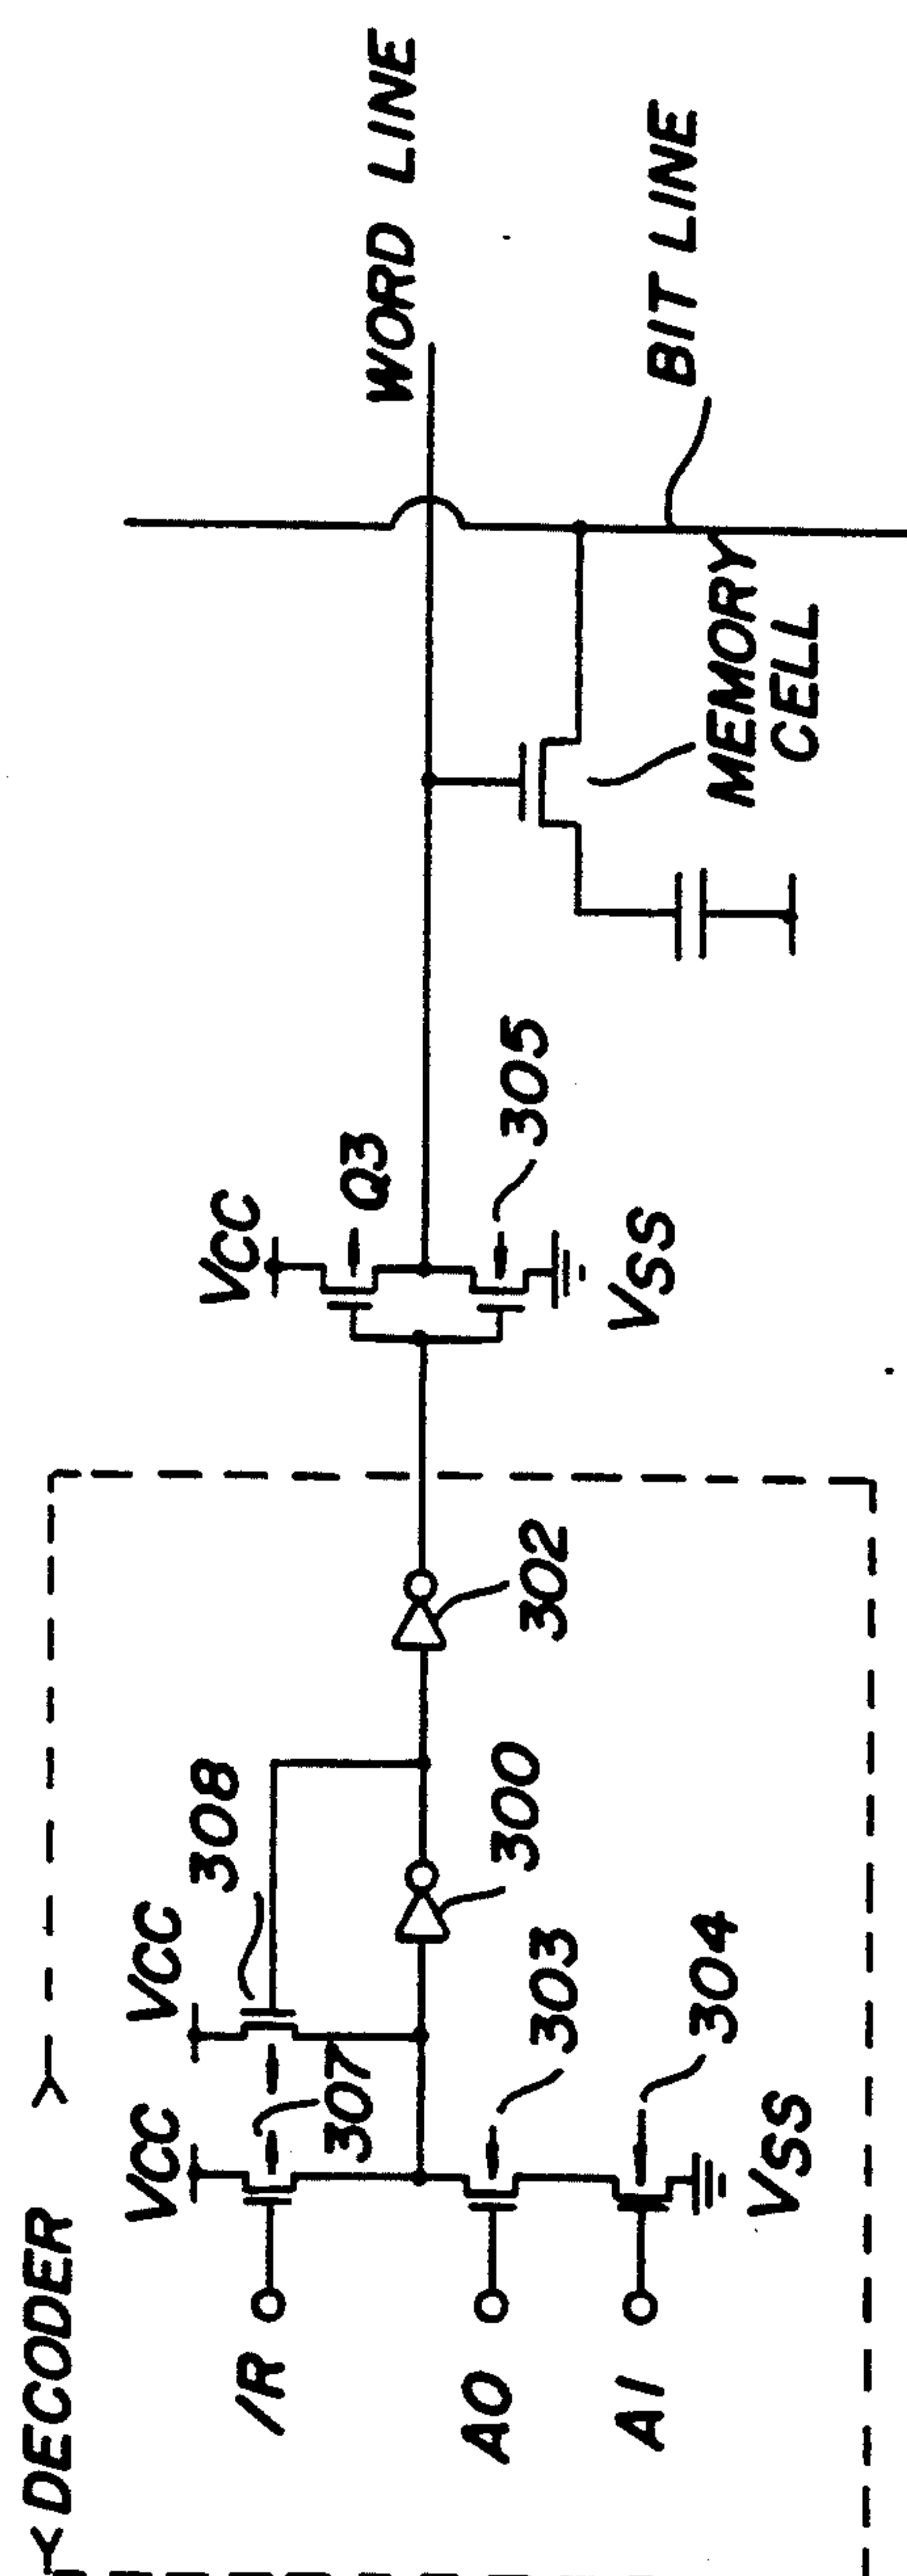 <DECODER>
VCC
VCC
308
/R
307
300
302
A0
303
A1
304
VSS
VCC
Q3
305
VSS
WORD LINE
BIT LINE
MEMORY
CELL